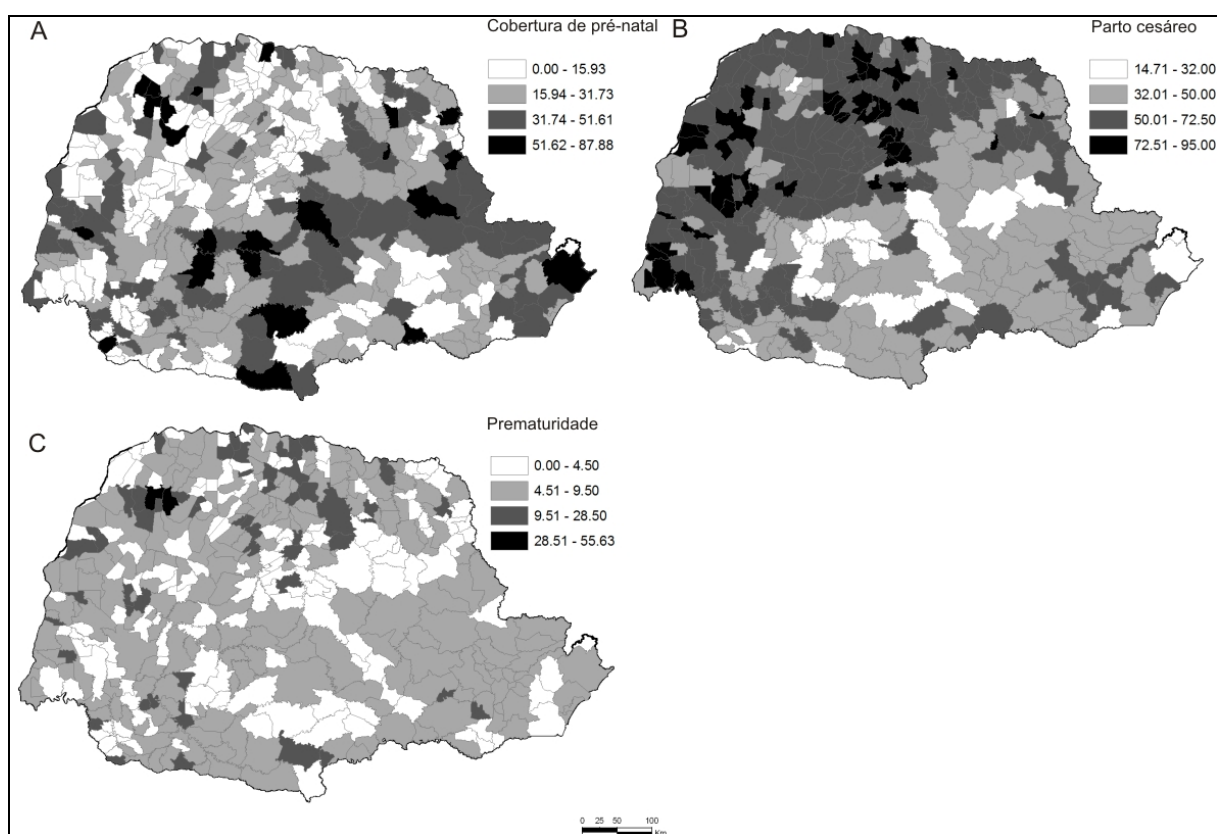 A
Cobertura de pré-natal
0.00 - 15.93
15.94 - 31.73
31.74 - 51.61
51.62 - 87.88
B
Parto cesáreo
14.71 - 32.00
32.01 - 50.00
50.01 - 72.50
72.51 - 95.00
C
Prematuridade
0.00 - 4.50
4.51 - 9.50
9.51 - 28.50
28.51 - 55.63
0 25 50 100
Km